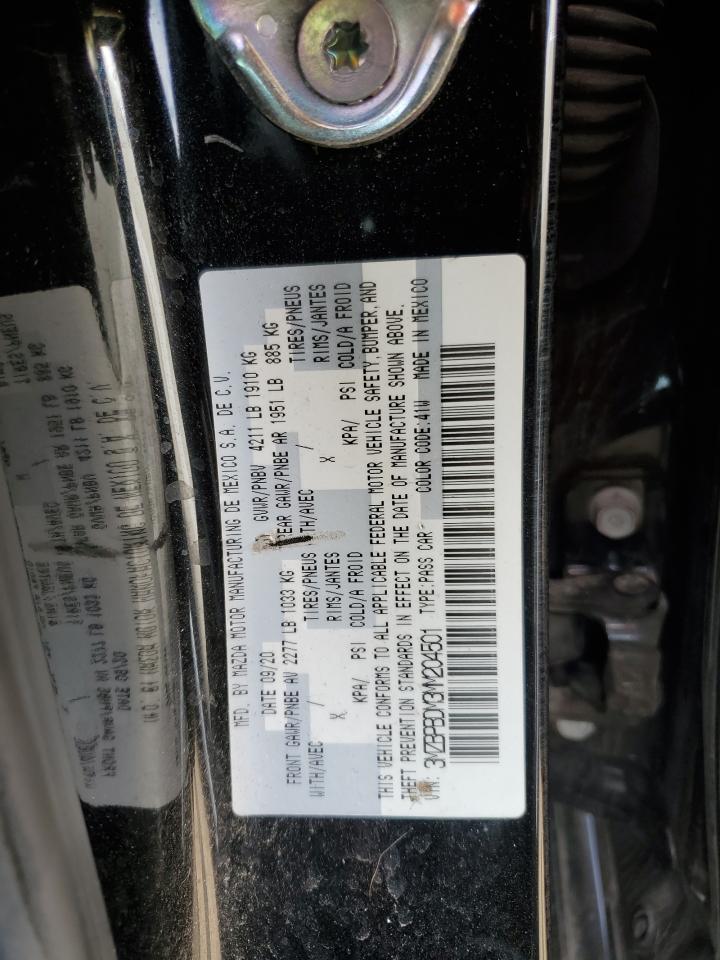 MFD. BY MAZDA MOTOR MANUFACTURING DE MEXICO S.A. DE C.V.
DATE 09/20 GVWR/PNBV 4211 LB 1910 KG
FRONT GAWR/PNBE AV 2277 LB 1033 KG REAR GAWR/PNBE AR 1951 LB 885 KG
WITH/AVEC / TIRES/PNEUS WITH/AVEC / TIRES/PNEUS
X RIMS/JANTES X RIMS/JANTES
KPA/ PSI COLD/A FROID KPA/ PSI COLD/A FROID
THIS VEHICLE CONFORMS TO ALL APPLICABLE FEDERAL MOTOR VEHICLE SAFETY,BUMPER,AND
THEFT PREVENTION STANDARDS IN EFFECT ON THE DATE OF MANUFACTURE SHOWN ABOVE.
VIN: 3MZBPBDM3MM204501 TYPE:PASS CAR COLOR CODE:41W MADE IN MEXICO